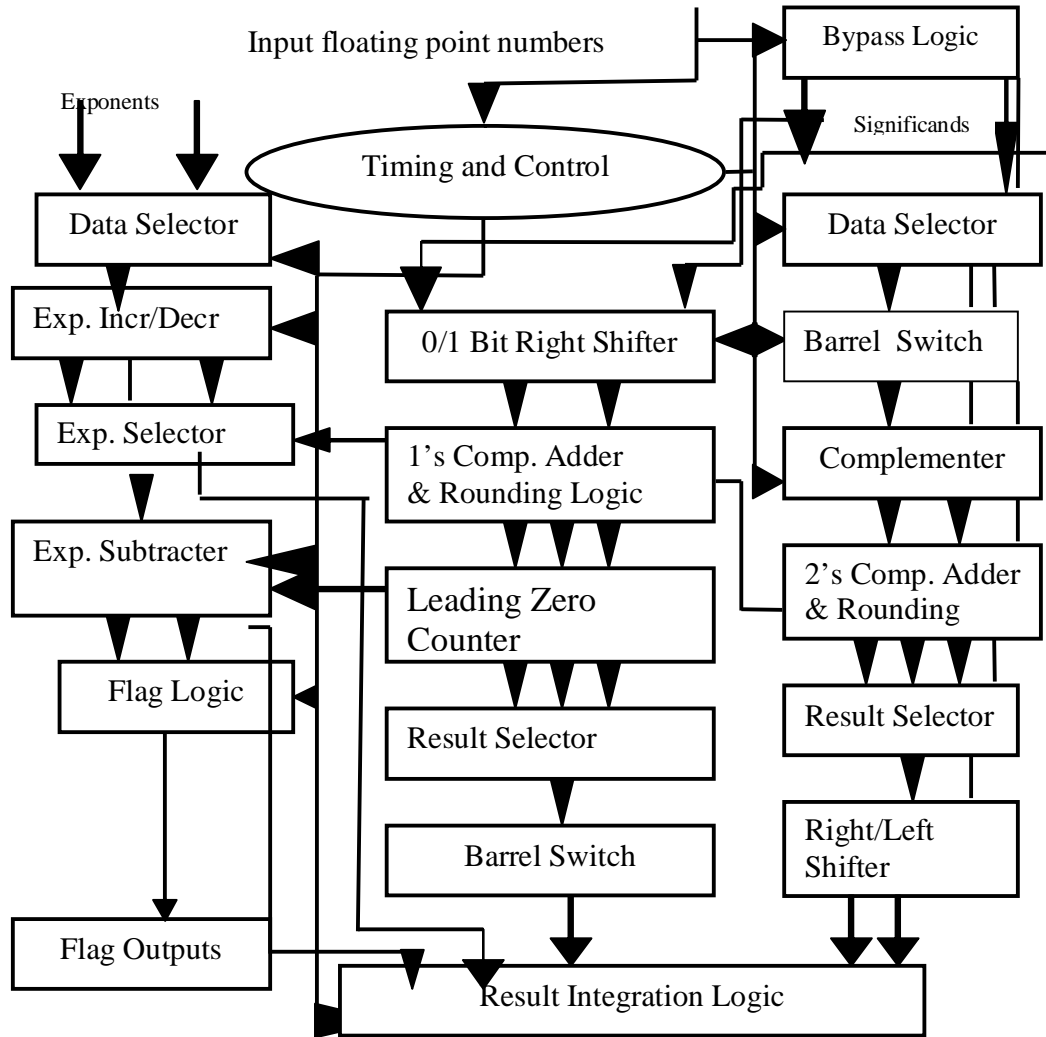 Input floating point numbers
Bypass Logic
Exponents
Significands
Timing and Control
Data Selector
Data Selector
Exp. Incr/Decr
0/1 Bit Right Shifter
Barrel Switch
Exp. Selector
1's Comp. Adder
& Rounding Logic
Complementer
Exp. Subtracter
2's Comp. Adder
& Rounding
Leading Zero
Counter
Flag Logic
Result Selector
Result Selector
Barrel Switch
Right/Left
Shifter
Flag Outputs
Result Integration Logic